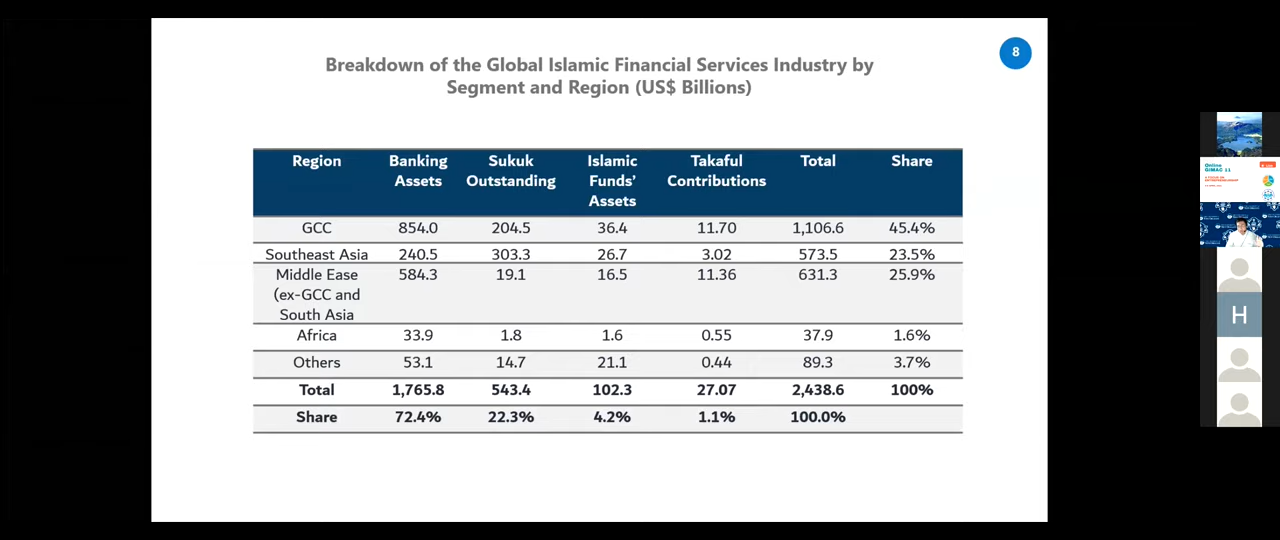 8
Breakdown of the Global Islamic Financial Services Industry by
Segment and Region (US$ Billions)
Region Banking Assets Sukuk Outstanding Islamic Funds' Assets Takaful Contributions Total Share
GCC 854.0 204.5 36.4 11.70 1,106.6 45.4%
Southeast Asia 240.5 303.3 26.7 3.02 573.5 23.5%
Middle Ease (ex-GCC and South Asia 584.3 19.1 16.5 11.36 631.3 25.9%
Africa 33.9 1.8 1.6 0.55 37.9 1.6%
Others 53.1 14.7 21.1 0.44 89.3 3.7%
Total 1,765.8 543.4 102.3 27.07 2,438.6 100%
Share 72.4% 22.3% 4.2% 1.1% 100.0%
Online
GIMAC 11
H